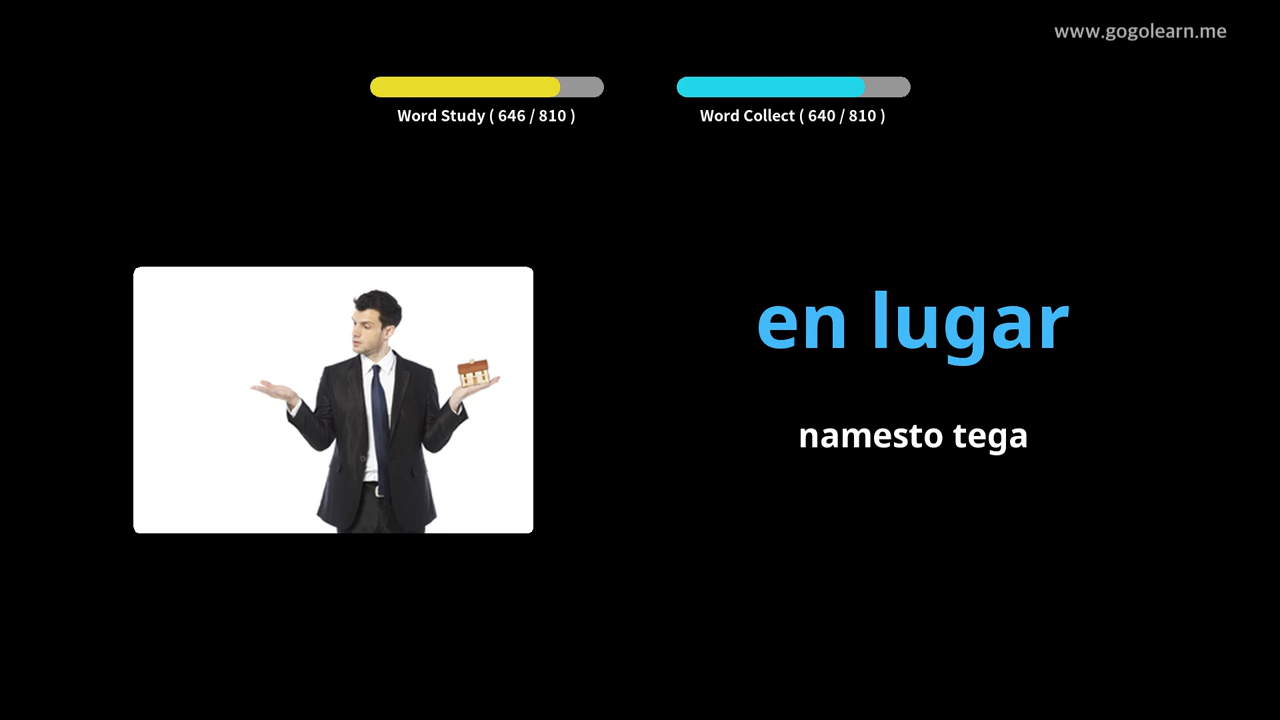 www.gogolearn.me
Word Study ( 646 / 810 )
Word Collect ( 640 / 810 )
en lugar
namesto tega